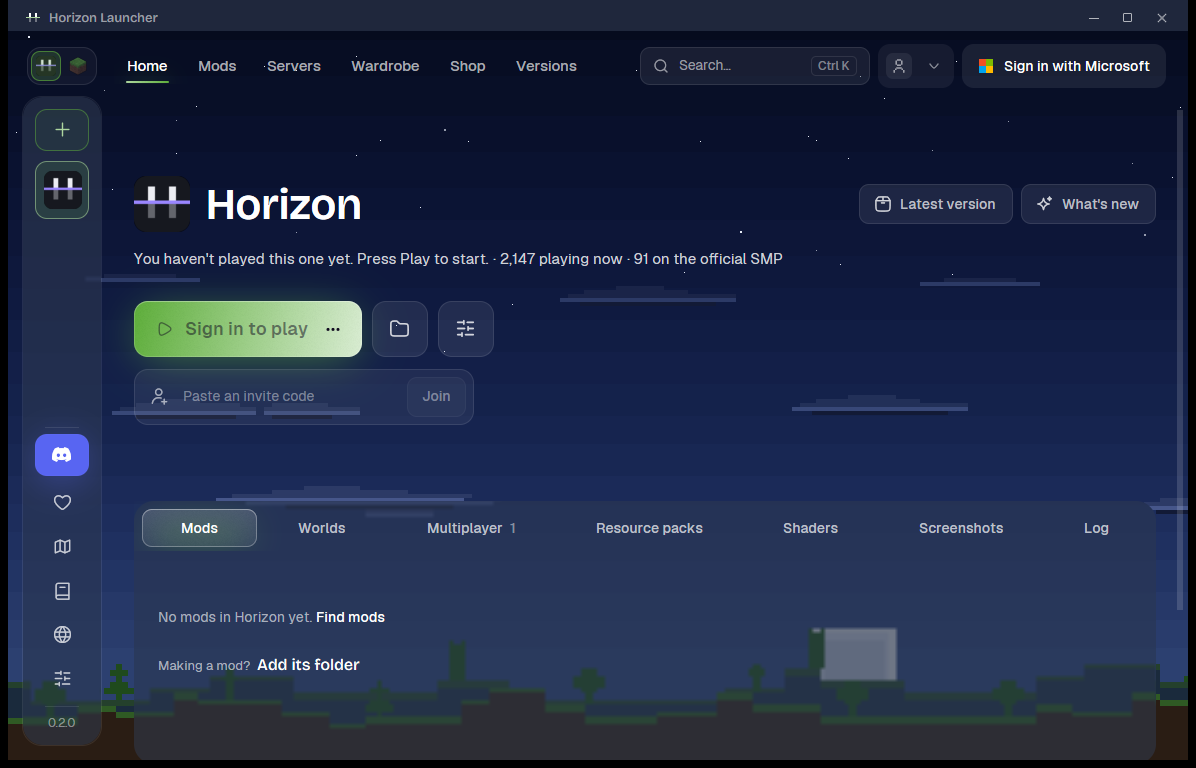 Horizon Launcher
Home Mods Servers Wardrobe Shop Versions Search... Ctrl K Sign in with Microsoft
Horizon
Latest version What's new
You haven't played this one yet. Press Play to start. · 2,147 playing now · 91 on the official SMP
Sign in to play ...
Paste an invite code Join
Mods Worlds Multiplayer 1 Resource packs Shaders Screenshots Log
No mods in Horizon yet. Find mods
Making a mod? Add its folder
0.2.0